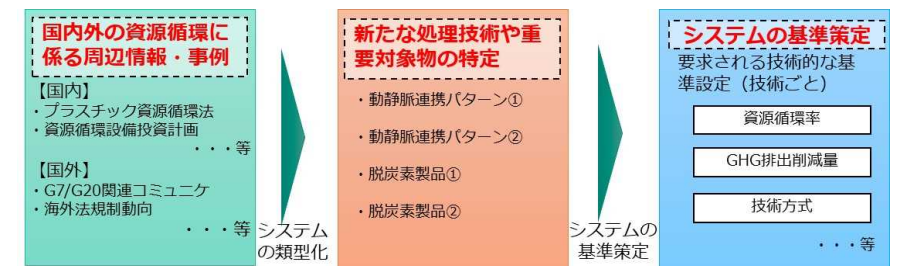 国内外の資源循環に
係る周辺情報・事例
【国内】
・プラスチック資源循環法
・資源循環設備投資計画
・・・等
【国外】
・G7/G20関連コミュニケ
・海外法規制動向
・・・等
システム
の類型化
新たな処理技術や重
要対象物の特定
・動静脈連携パターン①
・動静脈連携パターン②
・脱炭素製品①
・脱炭素製品②
システムの
基準策定
システムの基準策定
要求される技術的な基
準設定（技術ごと）
資源循環率
GHG排出削減量
技術方式
・・・等